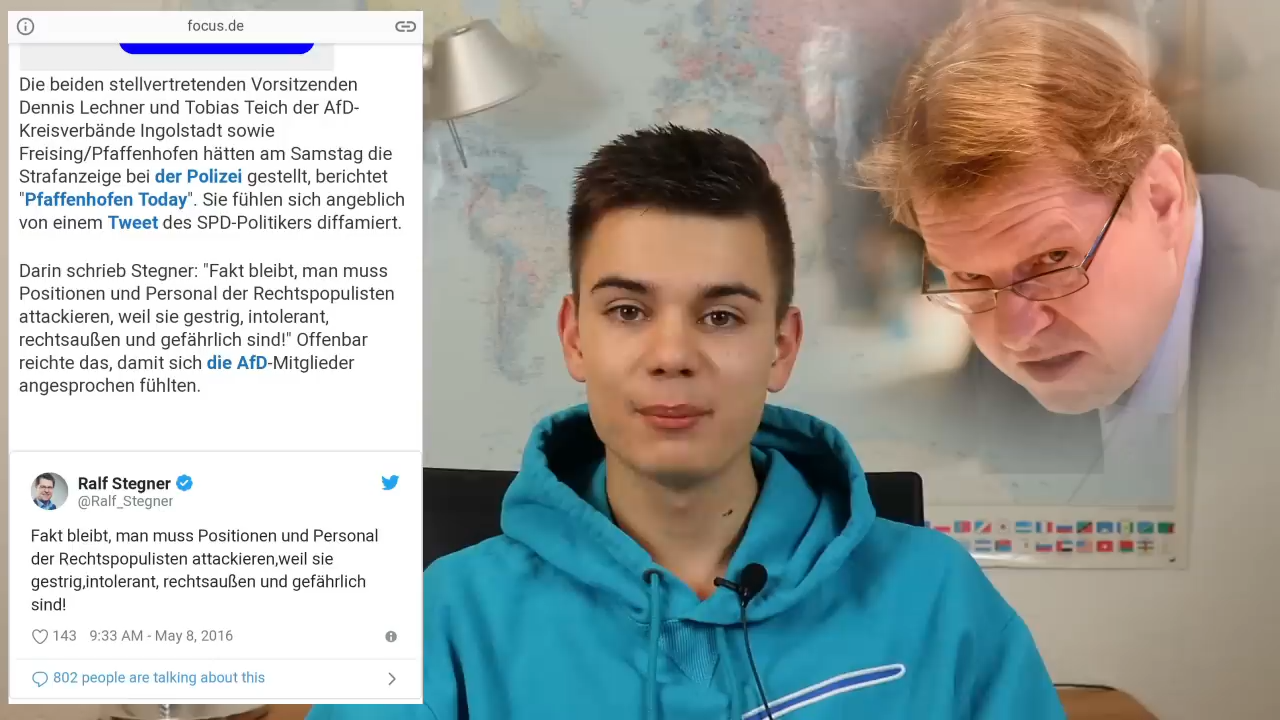 focus.de
Die beiden stellvertretenden Vorsitzenden
Dennis Lechner und Tobias Teich der AfD-
Kreisverbände Ingolstadt sowie
Freising/Pfaffenhofen hätten am Samstag die
Strafanzeige bei der Polizei gestellt, berichtet
"Pfaffenhofen Today". Sie fühlen sich angeblich
von einem Tweet des SPD-Politikers diffamiert.
Darin schrieb Stegner: "Fakt bleibt, man muss
Positionen und Personal der Rechtspopulisten
attackieren, weil sie gestrig, intolerant,
rechtsaußen und gefährlich sind!" Offenbar
reichte das, damit sich die AfD-Mitglieder
angesprochen fühlten.
Ralf Stegner
@Ralf_Stegner
Fakt bleibt, man muss Positionen und Personal
der Rechtspopulisten attackieren,weil sie
gestrig,intolerant, rechtsaußen und gefährlich
sind!
143 9:33 AM - May 8, 2016
802 people are talking about this